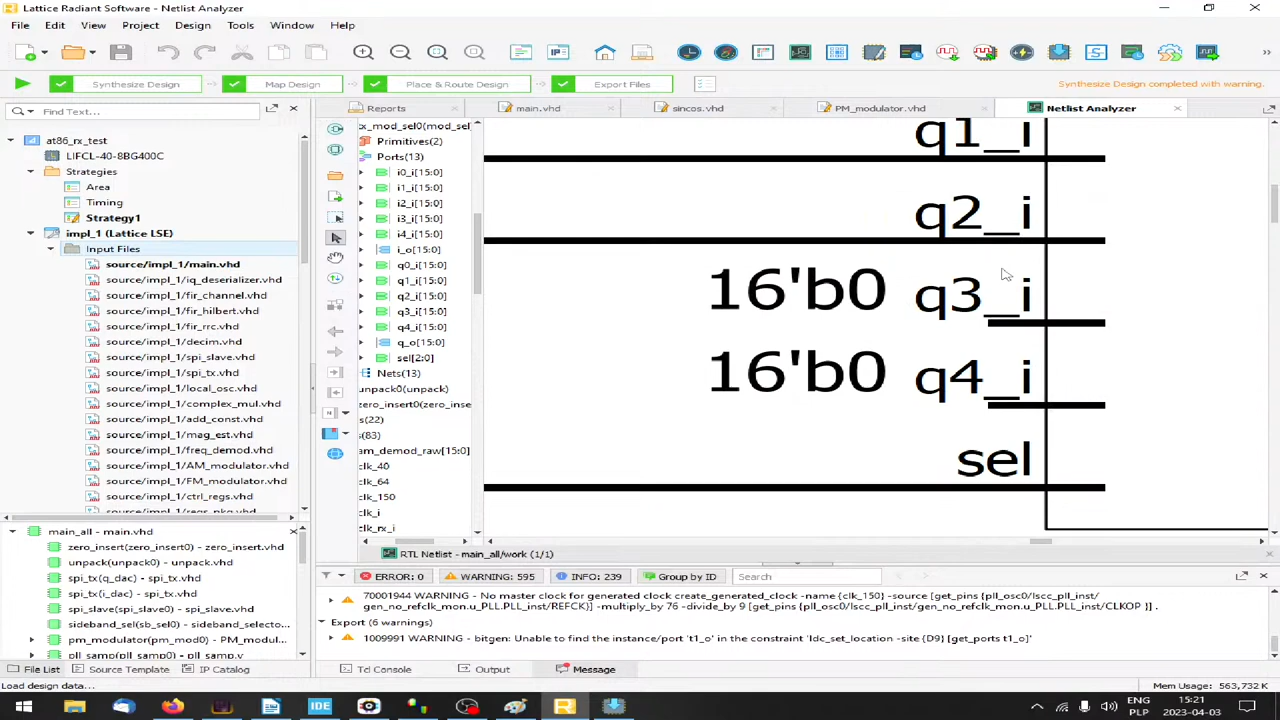 Lattice Radiant Software - Netlist Analyzer
File Edit View Project Design Tools Window Help
Synthesize Design Map Design Place & Route Design Export Files
Synthesize Design completed with warning.
Find Text...
Reports main.vhd sincos.vhd PM_modulator.vhd Netlist Analyzer
at86_rx_test
LIFCL-40-8BG400C
Strategies
Area
Timing
Strategy1
impl_1 (Lattice LSE)
Input Files
source/impl_1/main.vhd
source/impl_1/iq_deserializer.vhd
source/impl_1/fir_channel.vhd
source/impl_1/fir_hilbert.vhd
source/impl_1/fir_rrc.vhd
source/impl_1/decim.vhd
source/impl_1/spi_slave.vhd
source/impl_1/spi_tx.vhd
source/impl_1/local_osc.vhd
source/impl_1/complex_mul.vhd
source/impl_1/add_const.vhd
source/impl_1/mag_est.vhd
source/impl_1/freq_demod.vhd
source/impl_1/AM_modulator.vhd
source/impl_1/FM_modulator.vhd
source/impl_1/ctrl_regs.vhd
source/impl_1/regs_pkg.vhd
main_all - main.vhd
zero_insert(zero_insert0) - zero_insert.vhd
unpack(unpack0) - unpack.vhd
spi_tx(q_dac) - spi_tx.vhd
spi_tx(i_dac) - spi_tx.vhd
spi_slave(spi_slave0) - spi_slave.vhd
sideband_sel(sb_sel0) - sideband_selecto...
pm_modulator(pm_mod0) - PM_modul...
pll_samp(pll_samp0) - pll_samp.v
File List Source Template IP Catalog
Load design data...
tx_mod_sel0(mod_sel
Primitives(2)
Ports(13)
i0_i[15:0]
i1_i[15:0]
i2_i[15:0]
i3_i[15:0]
i4_i[15:0]
i_o[15:0]
q0_i[15:0]
q1_i[15:0]
q2_i[15:0]
q3_i[15:0]
q4_i[15:0]
q_o[15:0]
sel[2:0]
Nets(13)
unpack0(unpack)
zero_insert0(zero_inse
s(22)
(83)
am_demod_raw[15:0]
clk_40
clk_64
clk_150
clk_i
clk_rx_i
q1_i
q2_i
16'b0 q3_i
16'b0 q4_i
sel
RTL Netlist - main_all/work (1/1)
ERROR: 0 WARNING: 595 INFO: 239 Group by ID Search
70001944 WARNING - No master clock for generated clock create_generated_clock -name {clk_150} -source [get_pins {pll_osc0/lscc_pll_inst/
gen_no_refclk_mon.u_PLL.PLL_inst/REFCK}] -multiply_by 76 -divide_by 9 [get_pins {pll_osc0/lscc_pll_inst/gen_no_refclk_mon.u_PLL.PLL_inst/CLKOP }] .
Export (6 warnings)
1009991 WARNING - bitgen: Unable to find the instance/port 't1_o' in the constraint 'ldc_set_location -site {D9} [get_ports t1_o]'
Tcl Console Output Message
Mem Usage: 563,732 K
IDE
ENG
PLP
15:21
2023-04-03